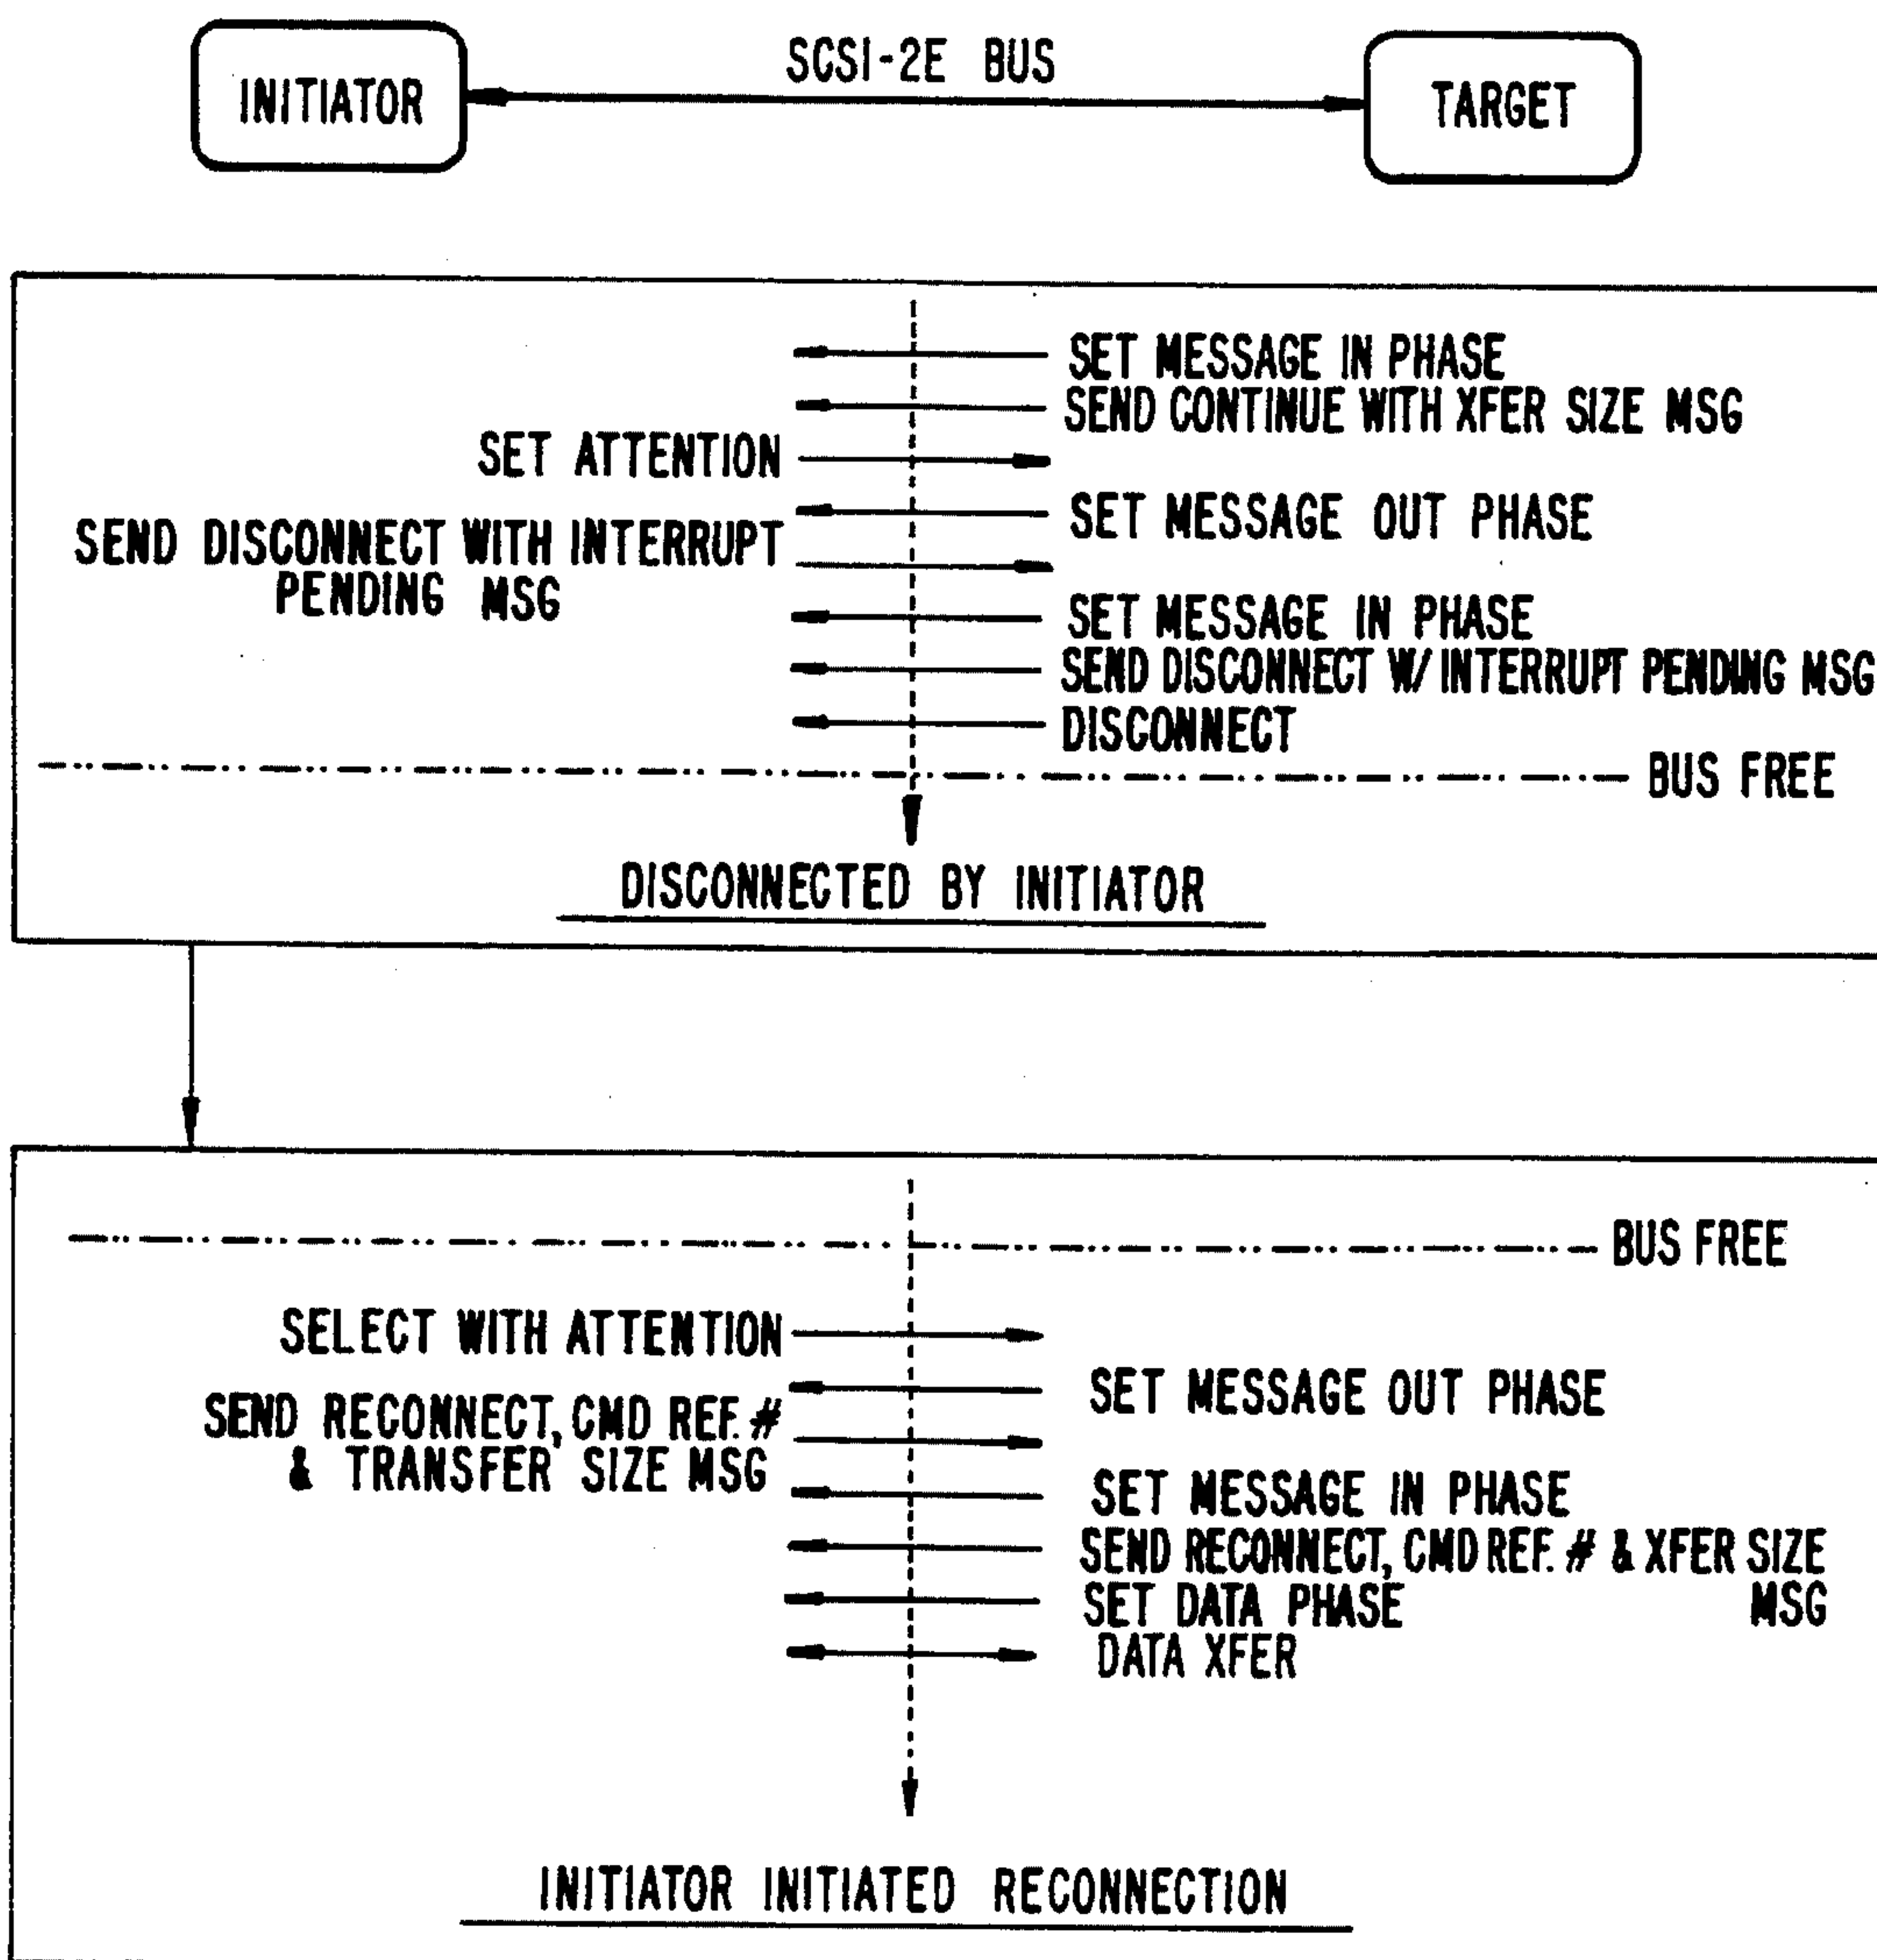 INITIATOR
SCSI-2E BUS
TARGET
SET MESSAGE IN PHASE
SEND CONTINUE WITH XFER SIZE MSG
SET ATTENTION
SET MESSAGE OUT PHASE
SEND DISCONNECT WITH INTERRUPT
PENDING MSG
SET MESSAGE IN PHASE
SEND DISCONNECT W/ INTERRUPT PENDING MSG
DISCONNECT
BUS FREE
DISCONNECTED BY INITIATOR
BUS FREE
SELECT WITH ATTENTION
SET MESSAGE OUT PHASE
SEND RECONNECT, CMD REF. #
& TRANSFER SIZE MSG
SET MESSAGE IN PHASE
SEND RECONNECT, CMD REF. # & XFER SIZE
MSG
SET DATA PHASE
DATA XFER
INITIATOR INITIATED RECONNECTION